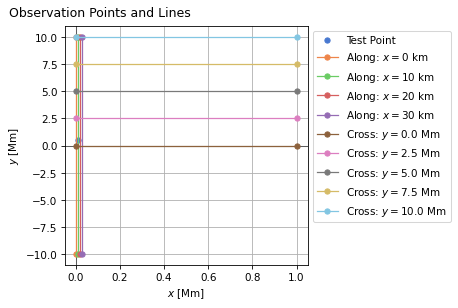 Observation Points and Lines
10.0
7.5
5.0
2.5
0.0
−2.5
−5.0
−7.5
−10.0
y [Mm]
0.0 0.2 0.4 0.6 0.8 1.0
x [Mm]
Test Point
Along: x = 0 km
Along: x = 10 km
Along: x = 20 km
Along: x = 30 km
Cross: y = 0.0 Mm
Cross: y = 2.5 Mm
Cross: y = 5.0 Mm
Cross: y = 7.5 Mm
Cross: y = 10.0 Mm